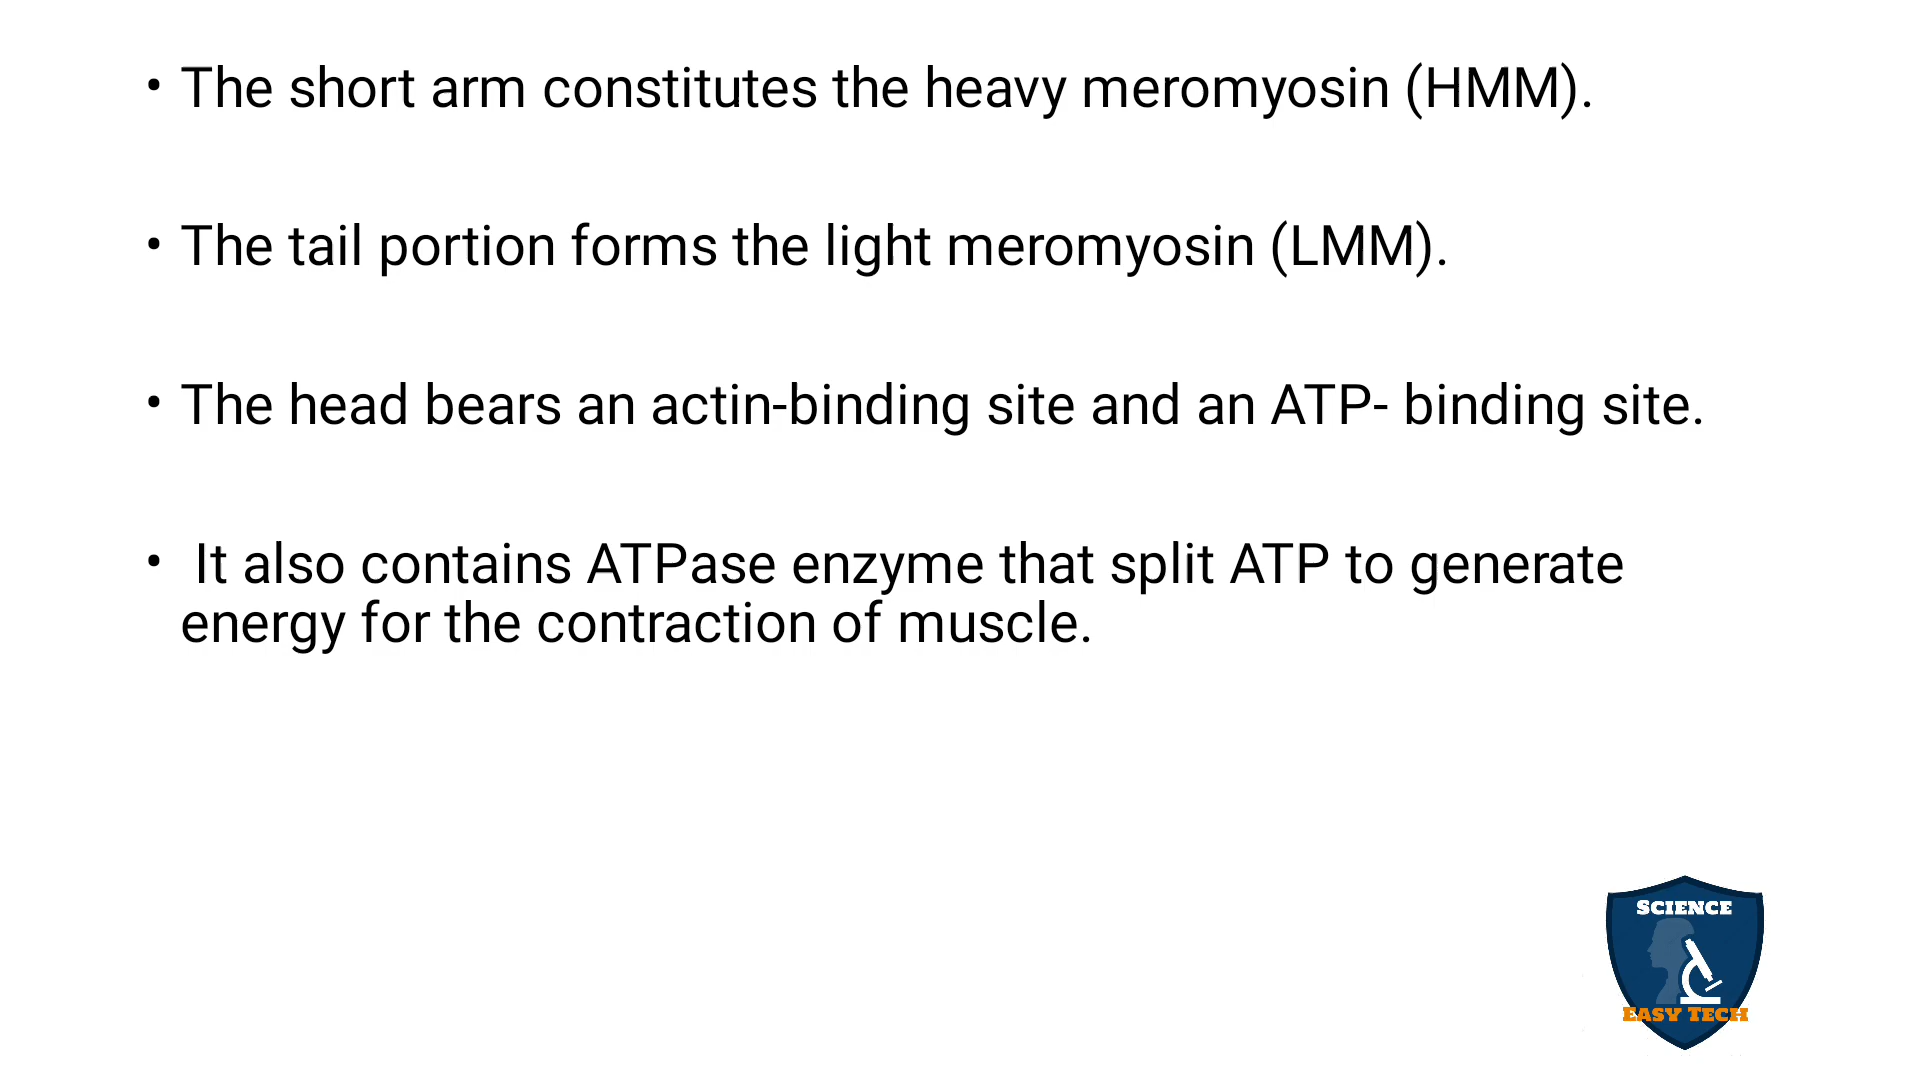 • The short arm constitutes the heavy meromyosin (HMM).
• The tail portion forms the light meromyosin (LMM).
• The head bears an actin-binding site and an ATP- binding site.
• It also contains ATPase enzyme that split ATP to generate
energy for the contraction of muscle.
SCIENCE
EASY TECH